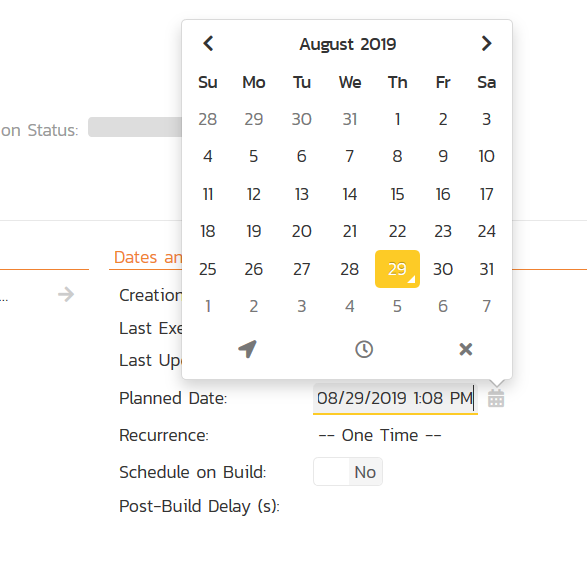 August 2019
Su Mo Tu We Th Fr Sa
28 29 30 31 1 2 3
4 5 6 7 8 9 10
on Status:
11 12 13 14 15 16 17
18 19 20 21 22 23 24
Dates an
25 26 27 28 29 30 31
... Creation
1 2 3 4 5 6 7
Last Exe
Last Upd
Planned Date: 08/29/2019 1:08 PM
Recurrence: -- One Time --
Schedule on Build: No
Post-Build Delay (s):